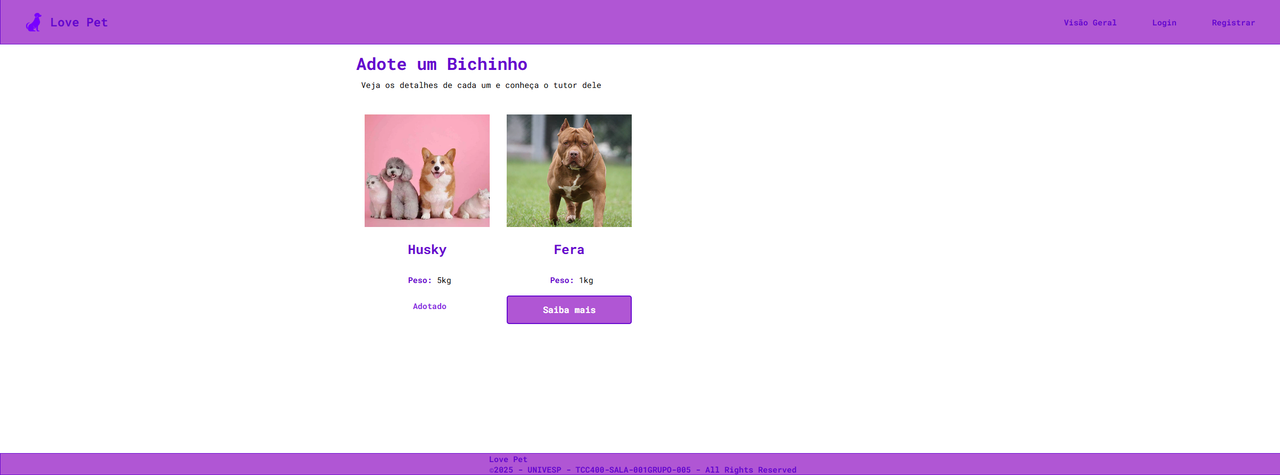 Love Pet
Visão Geral Login Registrar
Adote um Bichinho
Veja os detalhes de cada um e conheça o tutor dele
Husky
Peso: 5kg
Adotado
Fera
Peso: 1kg
Saiba mais
Love Pet
©2025 - UNIVESP - TCC400-SALA-001GRUPO-005 - All Rights Reserved